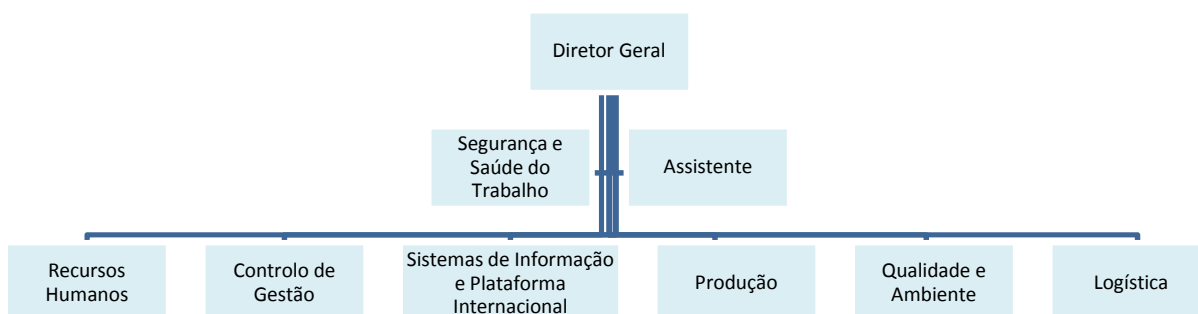 Diretor Geral
Segurança e
Saúde do
Trabalho
Assistente
Recursos
Humanos
Controlo de
Gestão
Sistemas de Informação
e Plataforma
Internacional
Produção
Qualidade e
Ambiente
Logística